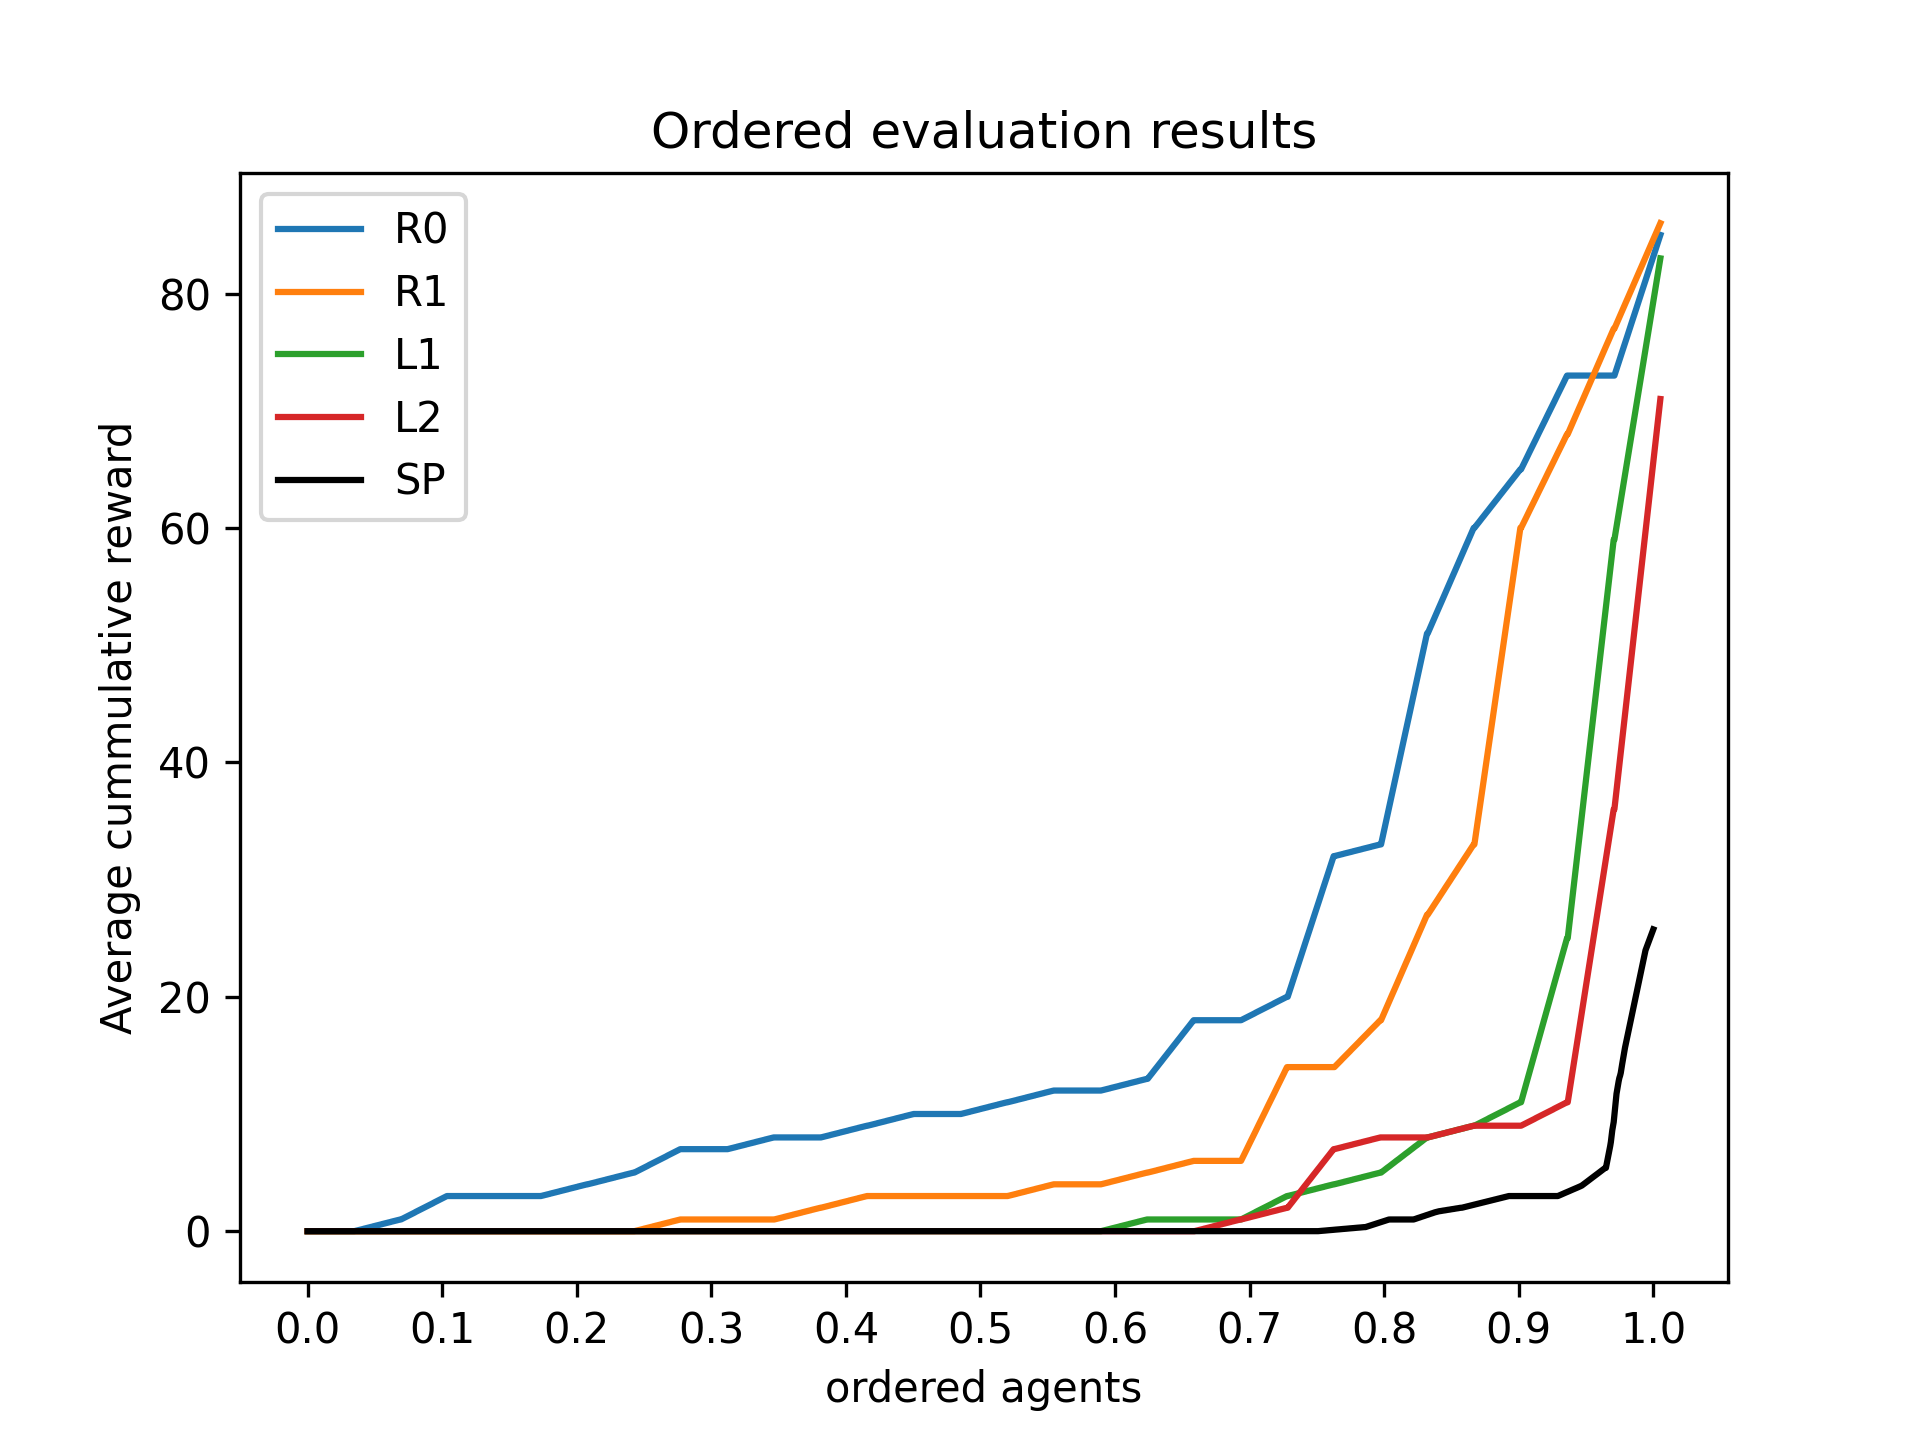 Ordered evaluation results
R0
R1
L1
L2
SP
Average cummulative reward
80
60
40
20
0
0.0 0.1 0.2 0.3 0.4 0.5 0.6 0.7 0.8 0.9 1.0
ordered agents